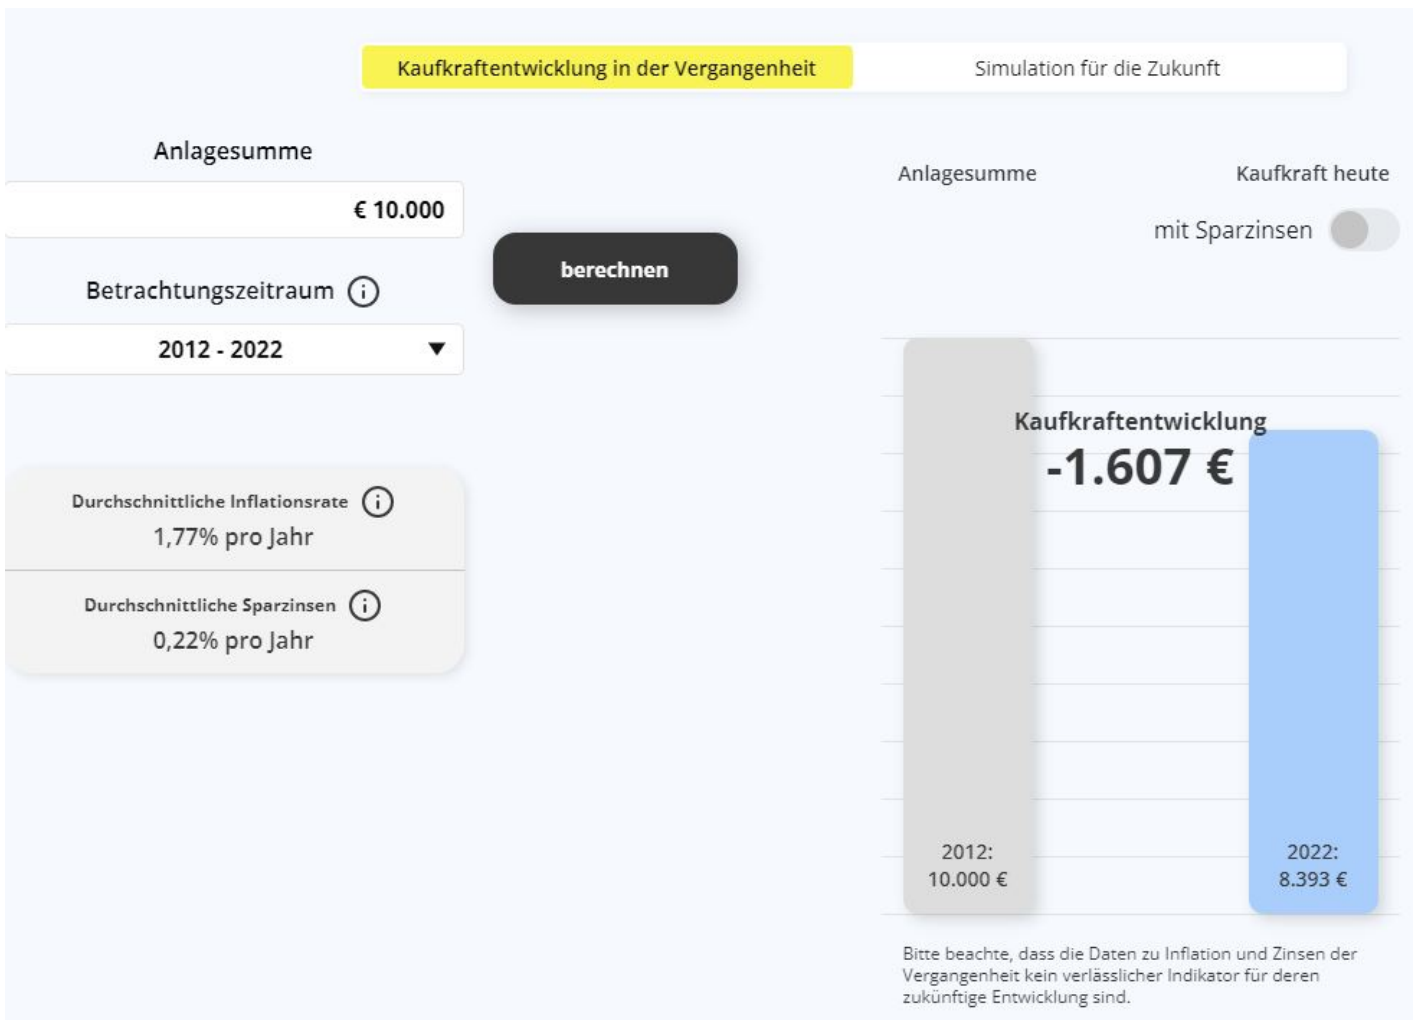 Kaufkraftentwicklung in der Vergangenheit
Simulation für die Zukunft
Anlagesumme
€ 10.000
Betrachtungszeitraum
2012 - 2022
berechnen
Durchschnittliche Inflationsrate
1,77% pro Jahr
Durchschnittliche Sparzinsen
0,22% pro Jahr
Anlagesumme
Kaufkraft heute
mit Sparzinsen
Kaufkraftentwicklung
-1.607 €
2012:
10.000 €
2022:
8.393 €
Bitte beachte, dass die Daten zu Inflation und Zinsen der
Vergangenheit kein verlässlicher Indikator für deren
zukünftige Entwicklung sind.